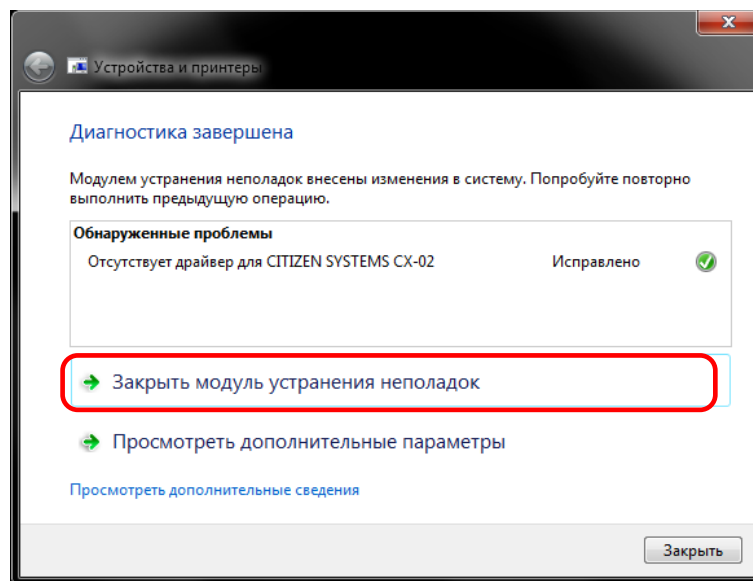 Устройства и принтеры
Диагностика завершена
Модулем устранения неполадок внесены изменения в систему. Попробуйте повторно
выполнить предыдущую операцию.
Обнаруженные проблемы
Отсутствует драйвер для CITIZEN SYSTEMS CX-02 Исправлено
Закрыть модуль устранения неполадок
Просмотреть дополнительные параметры
Просмотреть дополнительные сведения
Закрыть